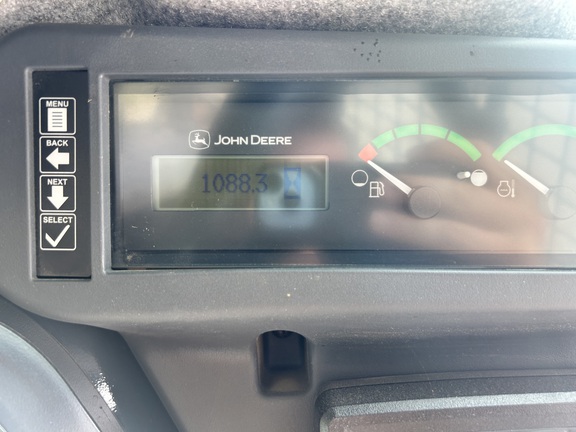 MENU
BACK
NEXT
SELECT
JOHN DEERE
1088.3